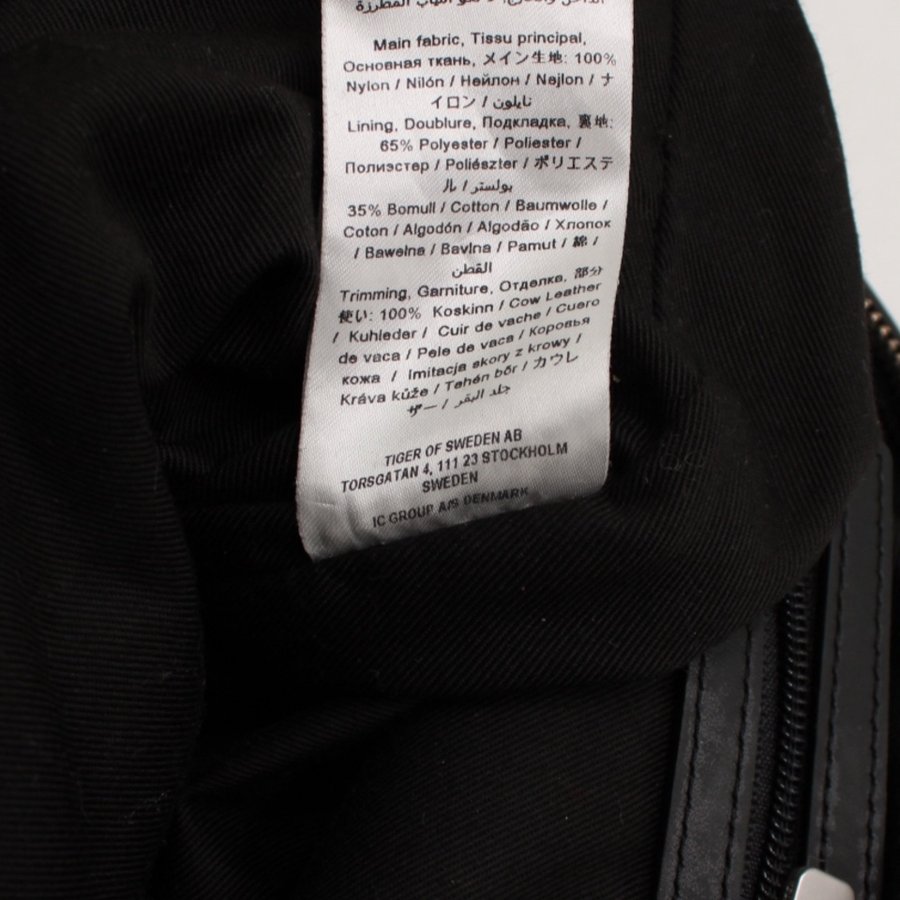 Main fabric, Tissu principal,
Основная ткань, メイン生地: 100%
Nylon / Nilón / Нейлон / Nejlon / ナ
イロン / نايلون
Lining, Doublure, Подкладка, 裏地:
65% Polyester / Poliester /
Полиэстер / Poliészter / ポリエステ
ル / بولستر
35% Bomull / Cotton / Baumwolle /
Coton / Algodón / Algodão / Хлопок
/ Bawełna / Bavlna / Pamut / 綿 /
القطن
Trimming, Garniture, Отделка, 部分
使い: 100% Koskinn / Cow Leather
/ Kuhleder / Cuir de vache / Cuero
de vaca / Pele de vaca / Коровья
кожа / Imitacja skory z krowy /
Kráva kůže / Tehén bőr / カウレ
ザー / جلد البقر
TIGER OF SWEDEN AB
TORSGATAN 4, 111 23 STOCKHOLM
SWEDEN
IC GROUP A/S DENMARK